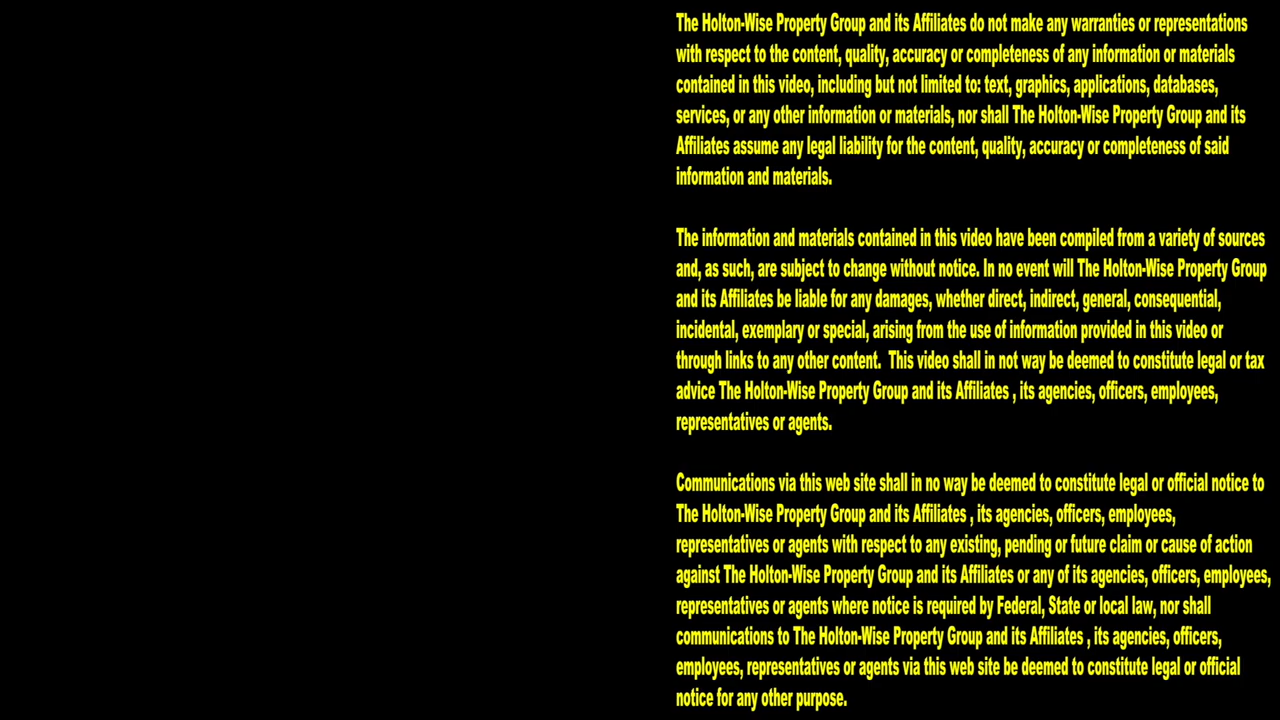 The Holton-Wise Property Group and its Affiliates do not make any warranties or representations
with respect to the content, quality, accuracy or completeness of any information or materials
contained in this video, including but not limited to: text, graphics, applications, databases,
services, or any other information or materials, nor shall The Holton-Wise Property Group and its
Affiliates assume any legal liability for the content, quality, accuracy or completeness of said
information and materials.
The information and materials contained in this video have been compiled from a variety of sources
and, as such, are subject to change without notice. In no event will The Holton-Wise Property Group
and its Affiliates be liable for any damages, whether direct, indirect, general, consequential,
incidental, exemplary or special, arising from the use of information provided in this video or
through links to any other content.  This video shall in not way be deemed to constitute legal or tax
advice The Holton-Wise Property Group and its Affiliates , its agencies, officers, employees,
representatives or agents.
Communications via this web site shall in no way be deemed to constitute legal or official notice to
The Holton-Wise Property Group and its Affiliates , its agencies, officers, employees,
representatives or agents with respect to any existing, pending or future claim or cause of action
against The Holton-Wise Property Group and its Affiliates or any of its agencies, officers, employees,
representatives or agents where notice is required by Federal, State or local law, nor shall
communications to The Holton-Wise Property Group and its Affiliates , its agencies, officers,
employees, representatives or agents via this web site be deemed to constitute legal or official
notice for any other purpose.